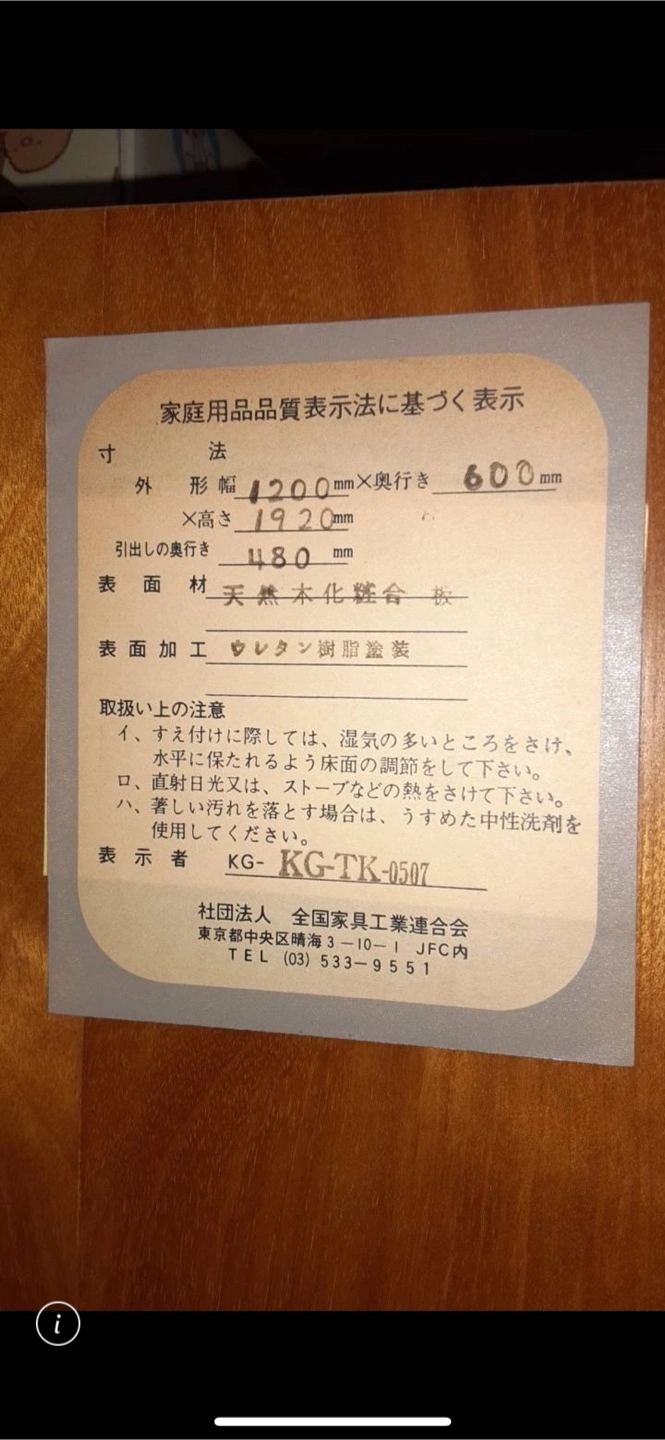 家庭用品品質表示法に基づく表示
寸 法
外 形 幅 1200 mm×奥行き 600 mm
×高さ 1920 mm
引出しの奥行き 480 mm
表 面 材 天然木化粧合 板
表面加工 ウレタン樹脂塗装
取扱い上の注意
イ、すえ付けに際しては、湿気の多いところをさけ、
水平に保たれるよう床面の調節をして下さい。
ロ、直射日光又は、ストーブなどの熱をさけて下さい。
ハ、著しい汚れを落とす場合は、うすめた中性洗剤を
使用してください。
表 示 者 KG- KG-TK-0507
社団法人 全国家具工業連合会
東京都中央区晴海3-10-1 JFC内
TEL (03) 533-9551
i